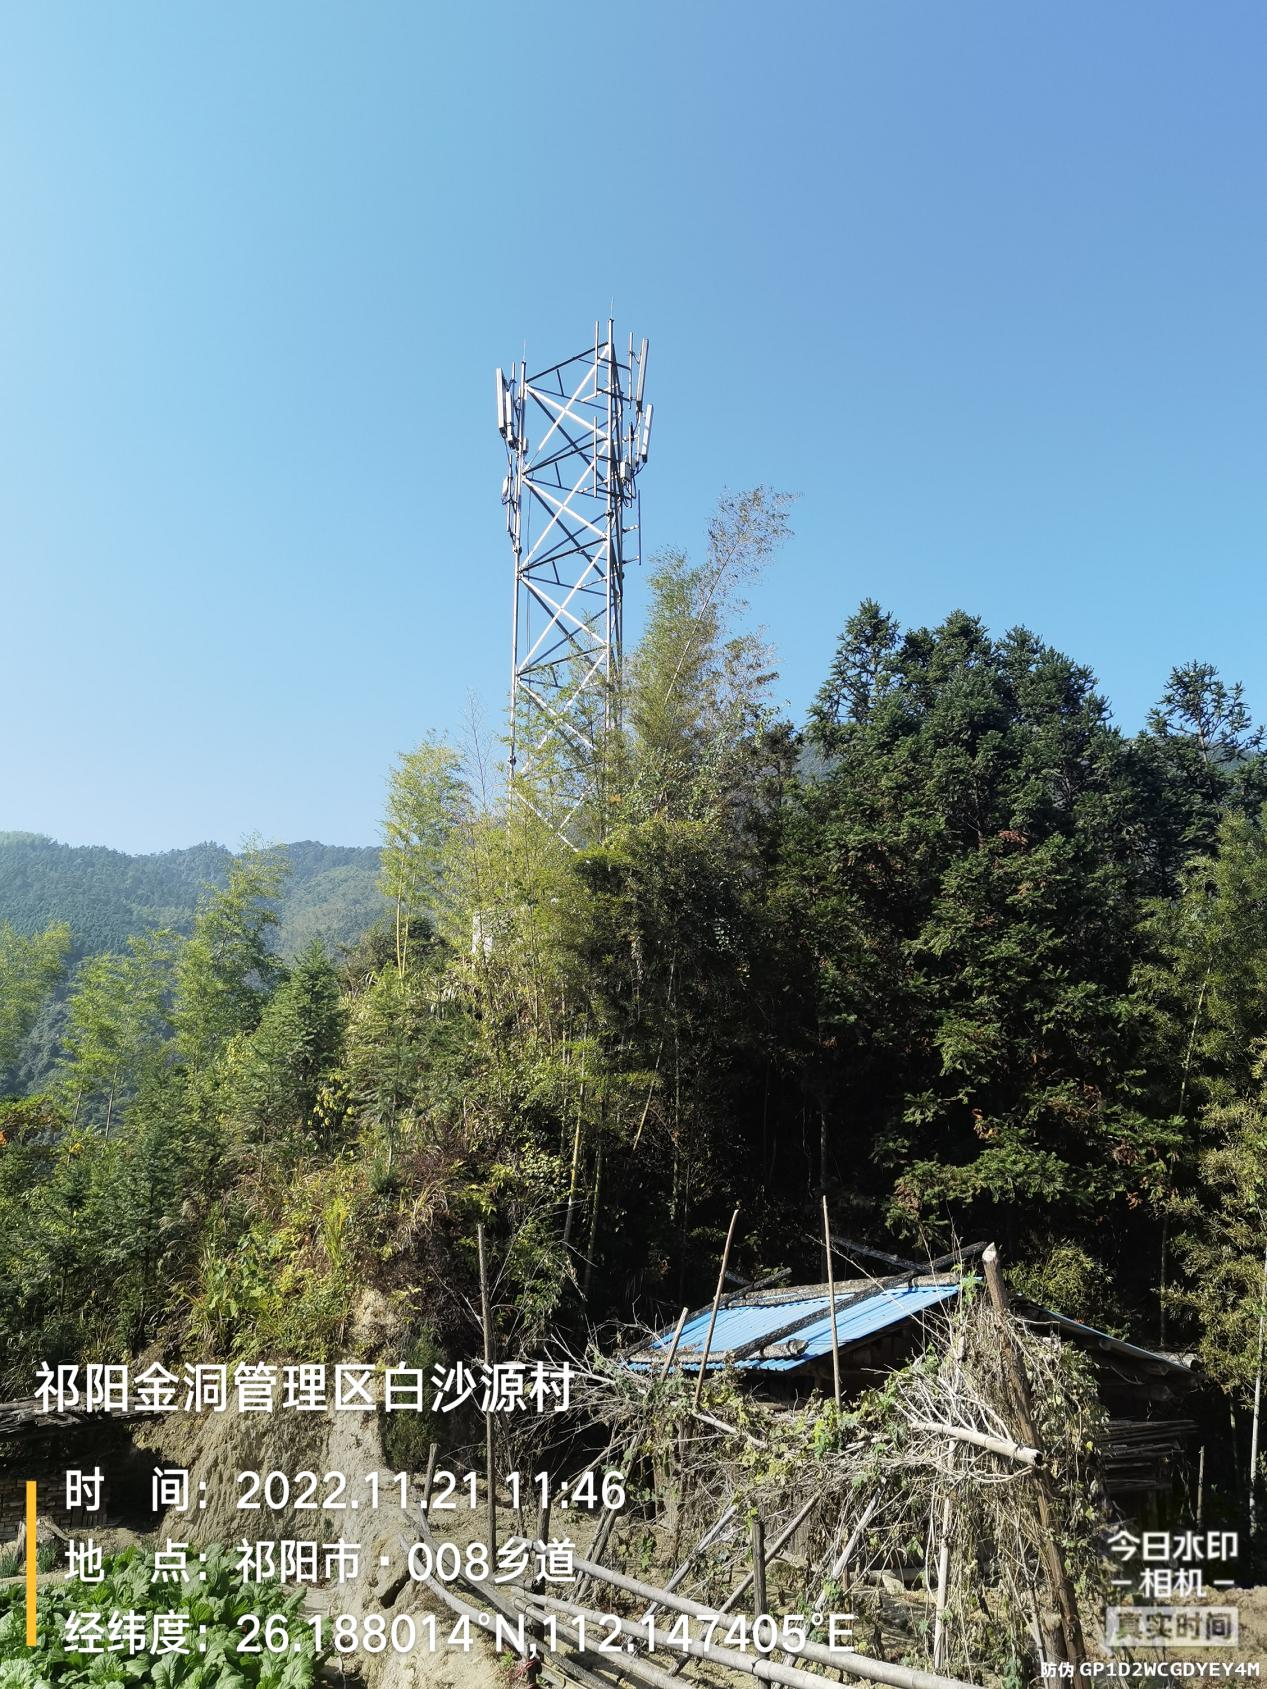 祁阳金洞管理区白沙源村
时 间：2022.11.21 11:46
地 点：祁阳市·008乡道
经纬度：26.188014°N,112.147405°E
今日水印
相机
真实时间
防伪 GP1D2WCGDYEY4M